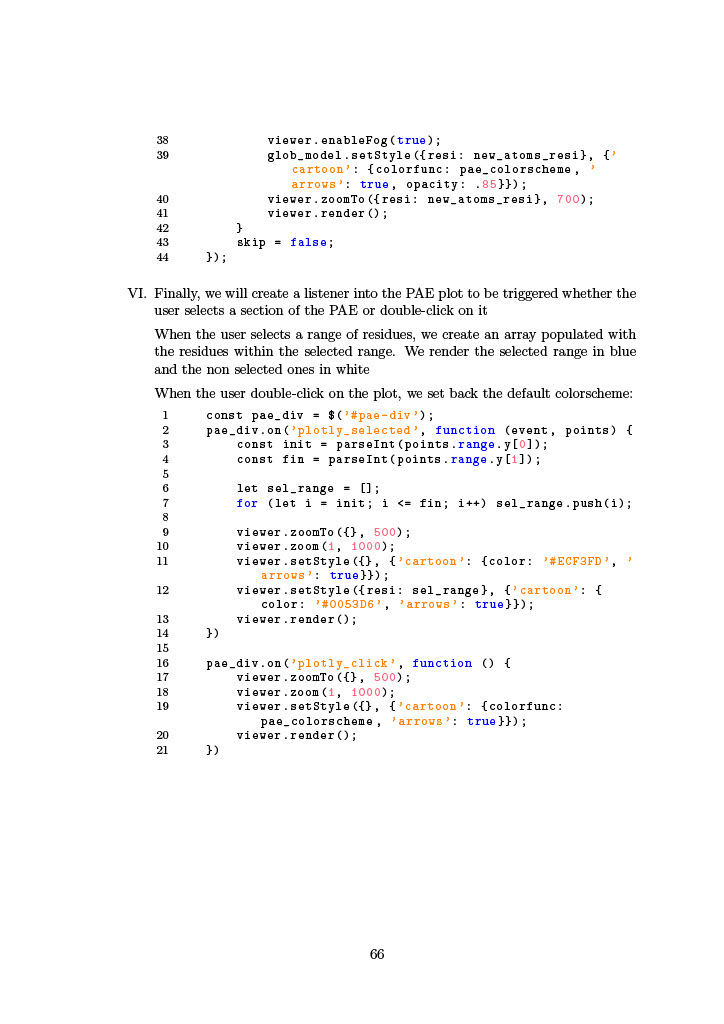 38 viewer.enableFog(true);
39 glob_model.setStyle({resi: new_atoms_resi}, {'
cartoon': {colorfunc: pae_colorscheme, '
arrows': true, opacity: .85}});
40 viewer.zoomTo({resi: new_atoms_resi}, 700);
41 viewer.render();
42 }
43 skip = false;
44 });
VI. Finally, we will create a listener into the PAE plot to be triggered whether the
user selects a section of the PAE or double-click on it
When the user selects a range of residues, we create an array populated with
the residues within the selected range. We render the selected range in blue
and the non selected ones in white
When the user double-click on the plot, we set back the default colorscheme:
1 const pae_div = $('#pae-div');
2 pae_div.on('plotly_selected', function (event, points) {
3 const init = parseInt(points.range.y[0]);
4 const fin = parseInt(points.range.y[1]);
5
6 let sel_range = [];
7 for (let i = init; i <= fin; i++) sel_range.push(i);
8
9 viewer.zoomTo({}, 500);
10 viewer.zoom(1, 1000);
11 viewer.setStyle({}, {'cartoon': {color: '#ECF3FD', '
arrows': true}});
12 viewer.setStyle({resi: sel_range}, {'cartoon': {
color: '#0053D6', 'arrows': true}});
13 viewer.render();
14 })
15
16 pae_div.on('plotly_click', function () {
17 viewer.zoomTo({}, 500);
18 viewer.zoom(1, 1000);
19 viewer.setStyle({}, {'cartoon': {colorfunc:
pae_colorscheme, 'arrows': true}});
20 viewer.render();
21 })
66